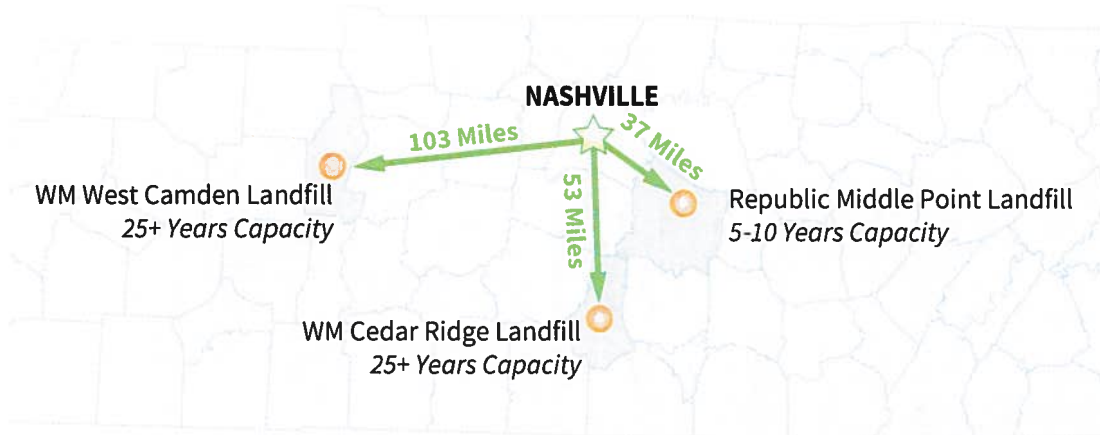 NASHVILLE
103 Miles
37 Miles
53 Miles
WM West Camden Landfill
25+ Years Capacity
Republic Middle Point Landfill
5-10 Years Capacity
WM Cedar Ridge Landfill
25+ Years Capacity